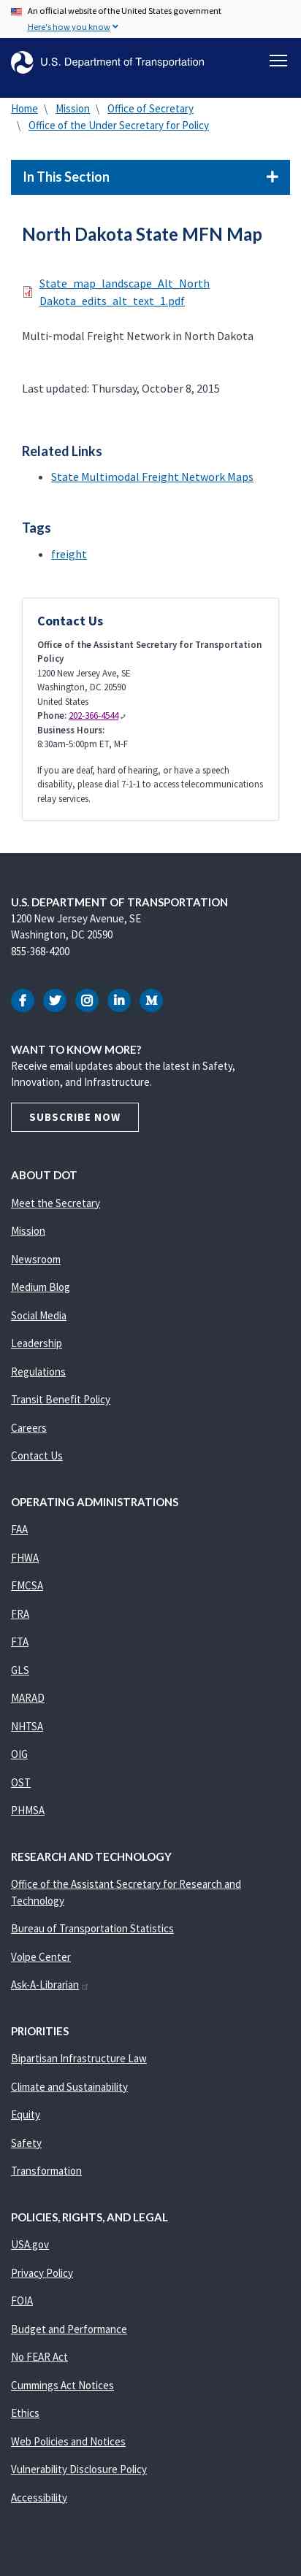 An official website of the United States government
Here's how you know
U.S. Department of Transportation
Home \ Mission \ Office of Secretary
\ Office of the Under Secretary for Policy
In This Section
North Dakota State MFN Map
State_map_landscape_Alt_North
Dakota_edits_alt_text_1.pdf
Multi-modal Freight Network in North Dakota
Last updated: Thursday, October 8, 2015
Related Links
• State Multimodal Freight Network Maps
Tags
• freight
Contact Us
Office of the Assistant Secretary for Transportation
Policy
1200 New Jersey Ave, SE
Washington, DC 20590
United States
Phone: 202-366-4544
Business Hours:
8:30am-5:00pm ET, M-F
If you are deaf, hard of hearing, or have a speech
disability, please dial 7-1-1 to access telecommunications
relay services.
U.S. DEPARTMENT OF TRANSPORTATION
1200 New Jersey Avenue, SE
Washington, DC 20590
855-368-4200
WANT TO KNOW MORE?
Receive email updates about the latest in Safety,
Innovation, and Infrastructure.
SUBSCRIBE NOW
ABOUT DOT
Meet the Secretary
Mission
Newsroom
Medium Blog
Social Media
Leadership
Regulations
Transit Benefit Policy
Careers
Contact Us
OPERATING ADMINISTRATIONS
FAA
FHWA
FMCSA
FRA
FTA
GLS
MARAD
NHTSA
OIG
OST
PHMSA
RESEARCH AND TECHNOLOGY
Office of the Assistant Secretary for Research and
Technology
Bureau of Transportation Statistics
Volpe Center
Ask-A-Librarian
PRIORITIES
Bipartisan Infrastructure Law
Climate and Sustainability
Equity
Safety
Transformation
POLICIES, RIGHTS, AND LEGAL
USA.gov
Privacy Policy
FOIA
Budget and Performance
No FEAR Act
Cummings Act Notices
Ethics
Web Policies and Notices
Vulnerability Disclosure Policy
Accessibility